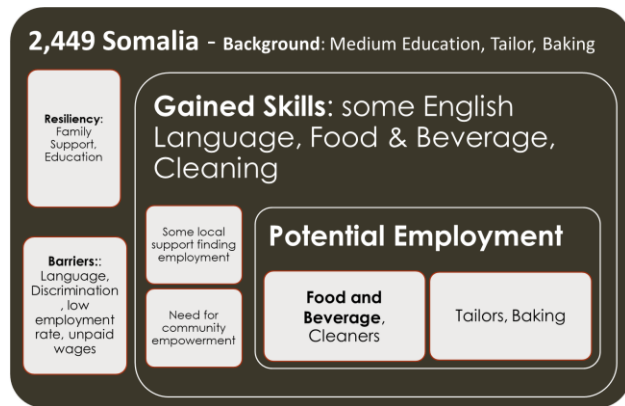 2,449 Somalia - Background: Medium Education, Tailor, Baking
Resiliency:
Family
Support,
Education
Barriers::
Language,
Discrimination
, low
employment
rate, unpaid
wages
Gained Skills: some English
Language, Food & Beverage,
Cleaning
Some local
support finding
employment
Need for
community
empowerment
Potential Employment
Food and
Beverage,
Cleaners
Tailors, Baking